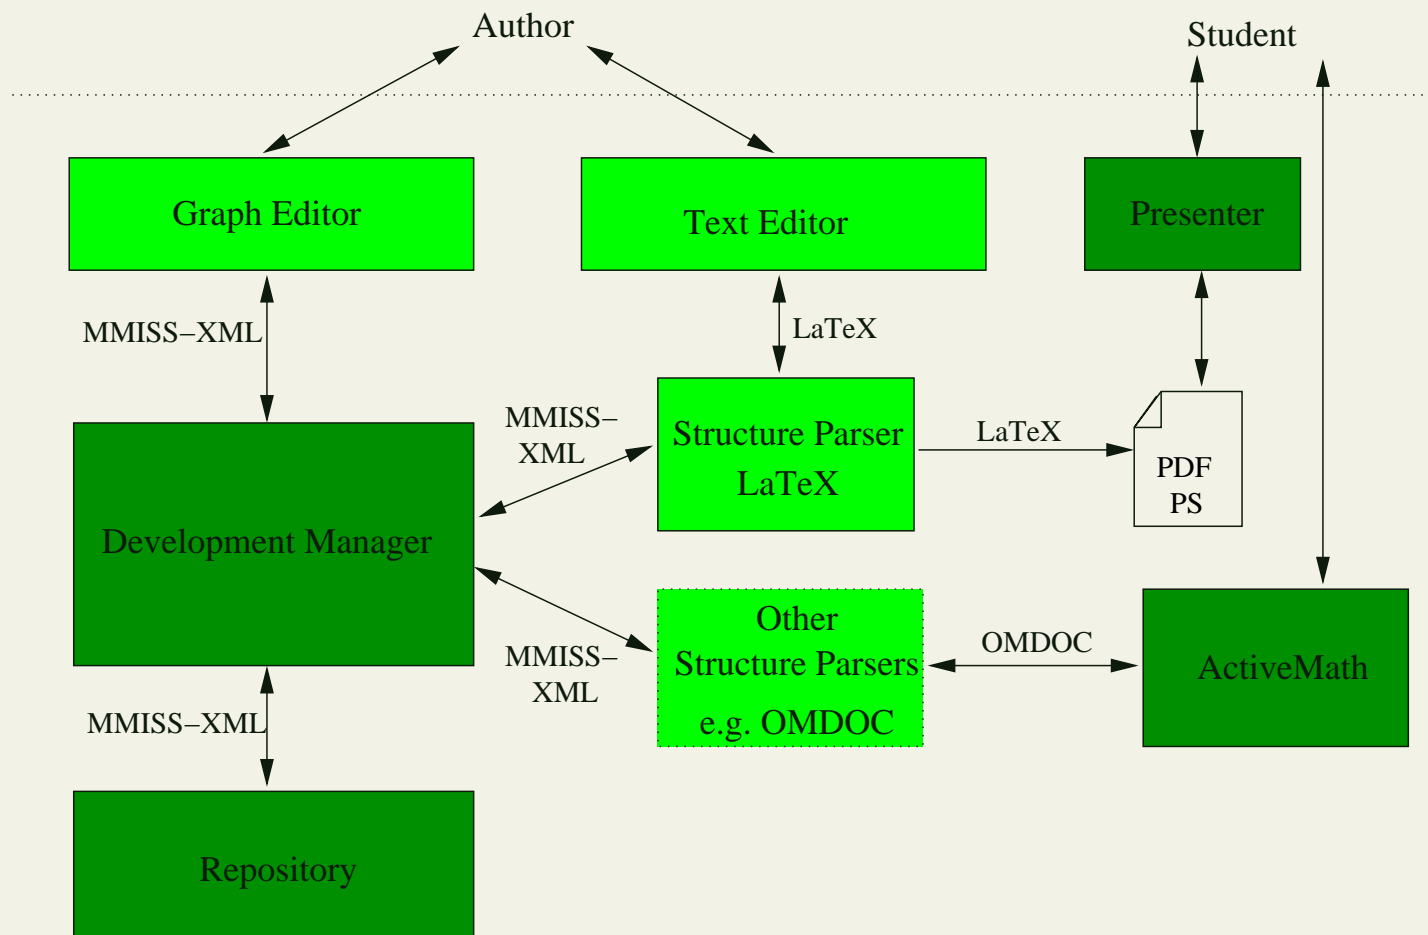 Author
Student
Graph Editor
Text Editor
Presenter
MMISS–XML
LaTeX
MMISS–
XML
Structure Parser
LaTeX
LaTeX
PDF
PS
Development Manager
MMISS–
XML
Other
Structure Parsers
e.g. OMDOC
OMDOC
ActiveMath
MMISS–XML
Repository